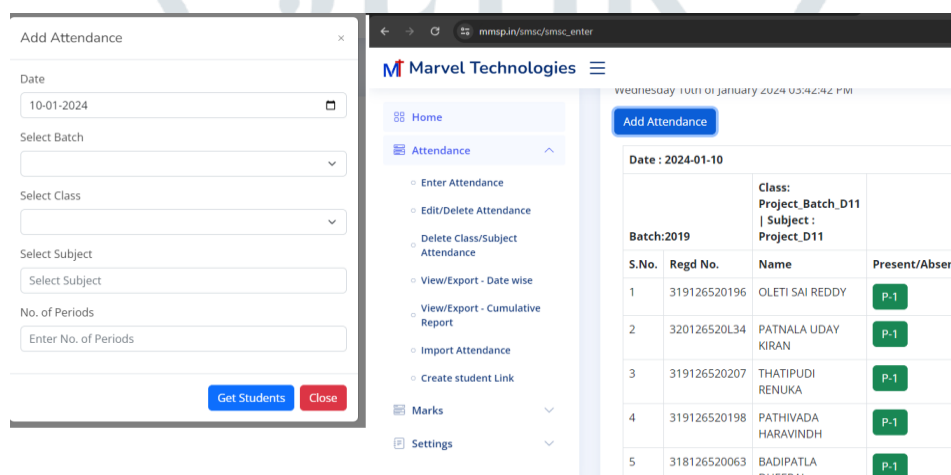 Add Attendance ×
Date
10-01-2024
Select Batch
Select Class
Select Subject
Select Subject
No. of Periods
Enter No. of Periods
Get Students Close
mmsp.in/smsc/smsc_enter
Marvel Technologies
Wednesday 10th of January 2024 03:42:42 PM
Home
Attendance
Enter Attendance
Edit/Delete Attendance
Delete Class/Subject
Attendance
View/Export - Date wise
View/Export - Cumulative
Report
Import Attendance
Create student Link
Marks
Settings
Add Attendance
Date : 2024-01-10
Class:
Project_Batch_D11
| Subject :
Batch:2019 Project_D11
S.No. Regd No. Name Present/Absen
1 319126520196 OLETI SAI REDDY P-1
2 320126520L34 PATNALA UDAY P-1
KIRAN
3 319126520207 THATIPUDI P-1
RENUKA
4 319126520198 PATHIVADA P-1
HARAVINDH
5 318126520063 BADIPATLA P-1